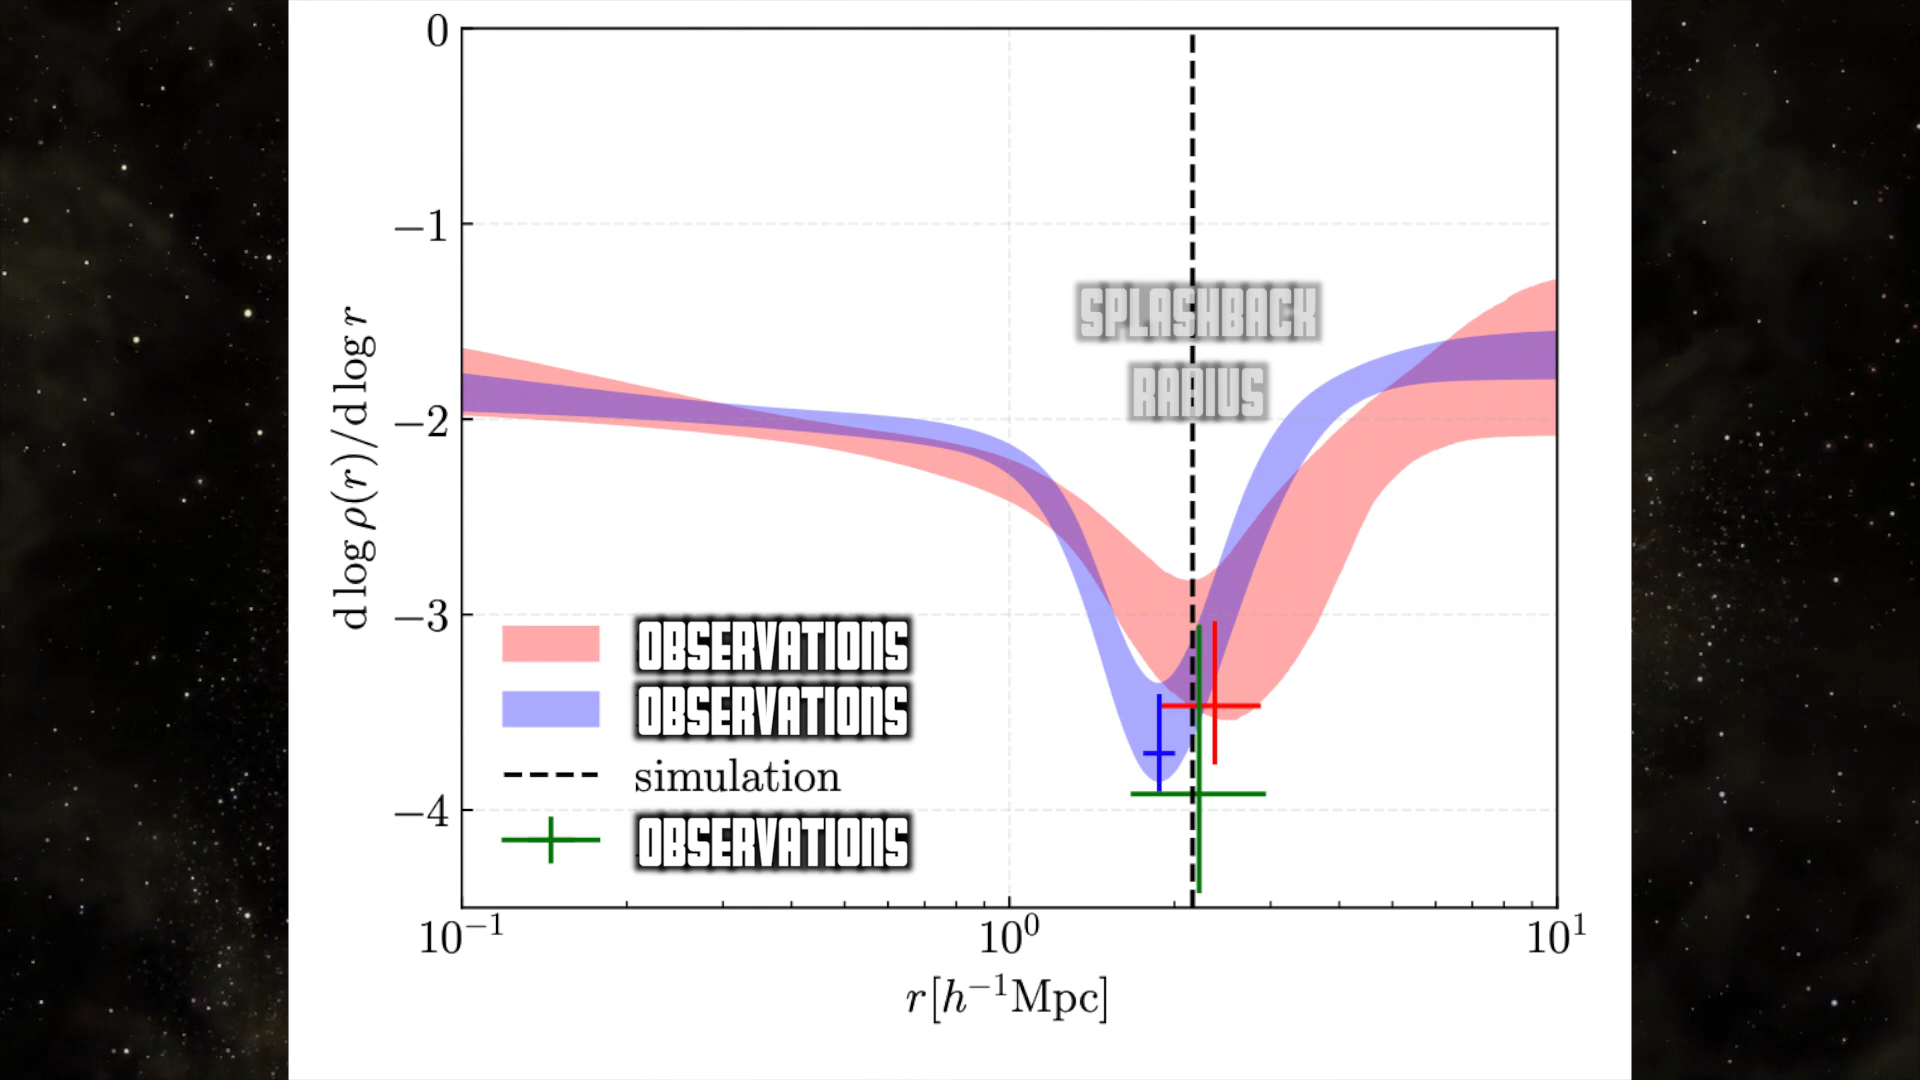 0
−1
SPLASHBACK
RADIUS
−2
d log ρ(r)/d log r
−3
OBSERVATIONS
OBSERVATIONS
simulation
−4
OBSERVATIONS
10⁻¹
10⁰
10¹
r[h⁻¹Mpc]